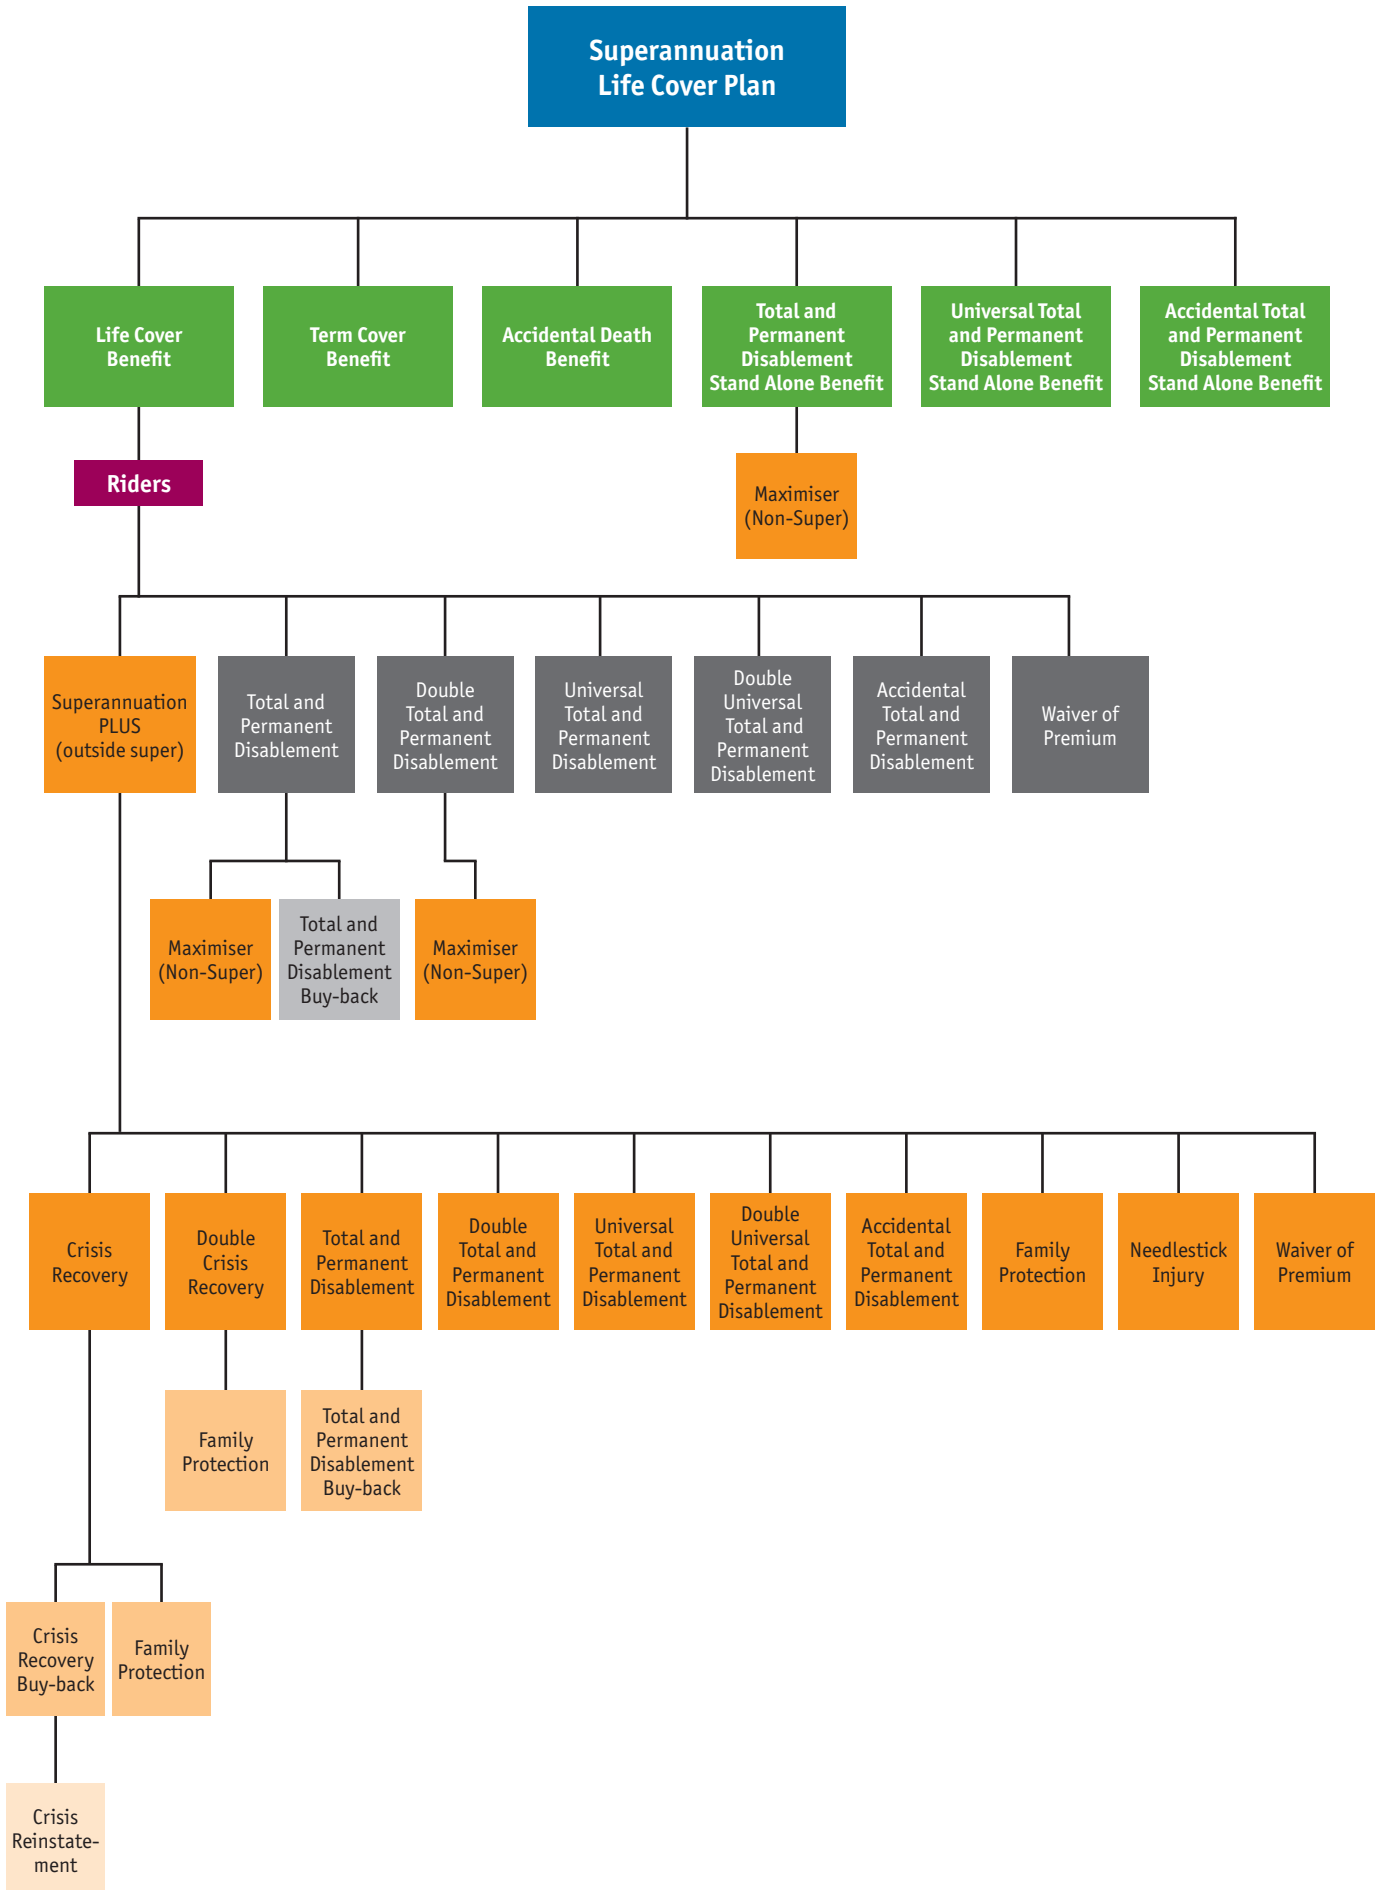 Superannuation
Life Cover Plan
Life Cover
Benefit
Term Cover
Benefit
Accidental Death
Benefit
Total and
Permanent
Disablement
Stand Alone Benefit
Universal Total
and Permanent
Disablement
Stand Alone Benefit
Accidental Total
and Permanent
Disablement
Stand Alone Benefit
Riders
Maximiser
(Non-Super)
Superannuation
PLUS
(outside super)
Total and
Permanent
Disablement
Double
Total and
Permanent
Disablement
Universal
Total and
Permanent
Disablement
Double
Universal
Total and
Permanent
Disablement
Accidental
Total and
Permanent
Disablement
Waiver of
Premium
Maximiser
(Non-Super)
Total and
Permanent
Disablement
Buy-back
Maximiser
(Non-Super)
Crisis
Recovery
Double
Crisis
Recovery
Total and
Permanent
Disablement
Double
Total and
Permanent
Disablement
Universal
Total and
Permanent
Disablement
Double
Universal
Total and
Permanent
Disablement
Accidental
Total and
Permanent
Disablement
Family
Protection
Needlestick
Injury
Waiver of
Premium
Family
Protection
Total and
Permanent
Disablement
Buy-back
Crisis
Recovery
Buy-back
Family
Protection
Crisis
Reinstate-
ment